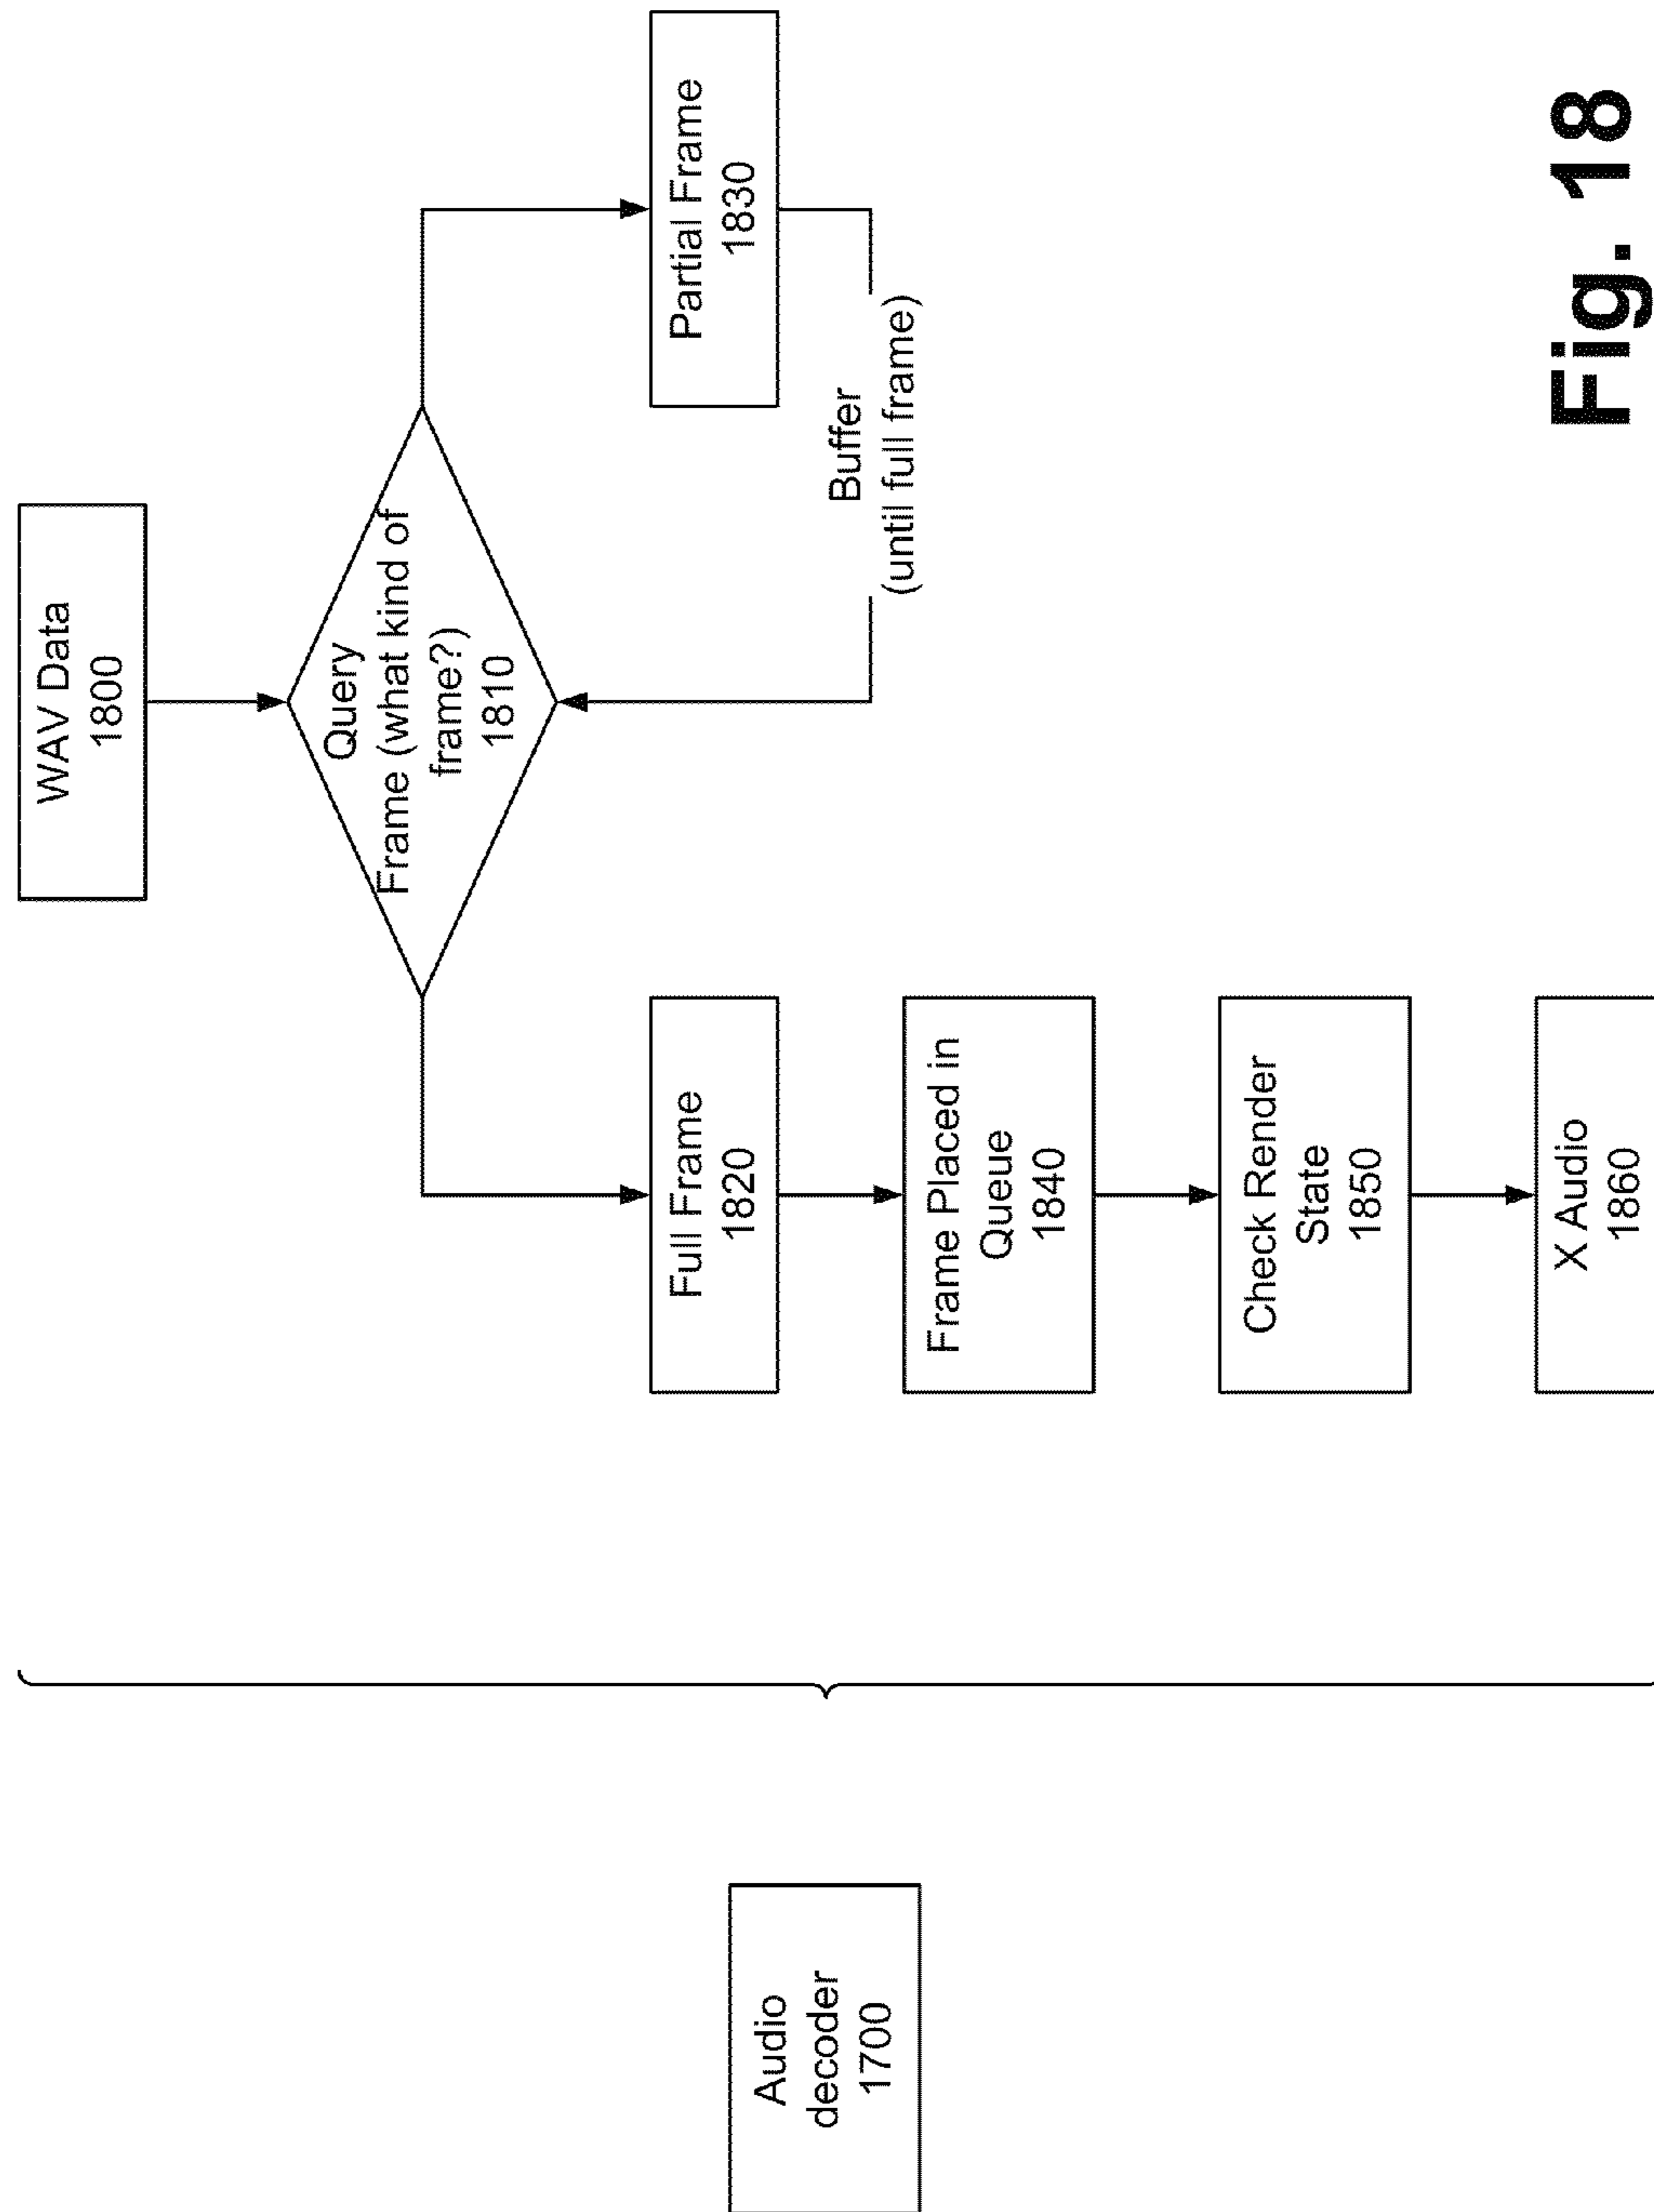 Audio
decoder
1700
WAV Data
1800
Query
Frame (what kind of
frame?)
1810
Full Frame
1820
Partial Frame
1830
Buffer
(until full frame)
Frame Placed in
Queue
1840
Check Render
State
1850
X Audio
1860
Fig. 18